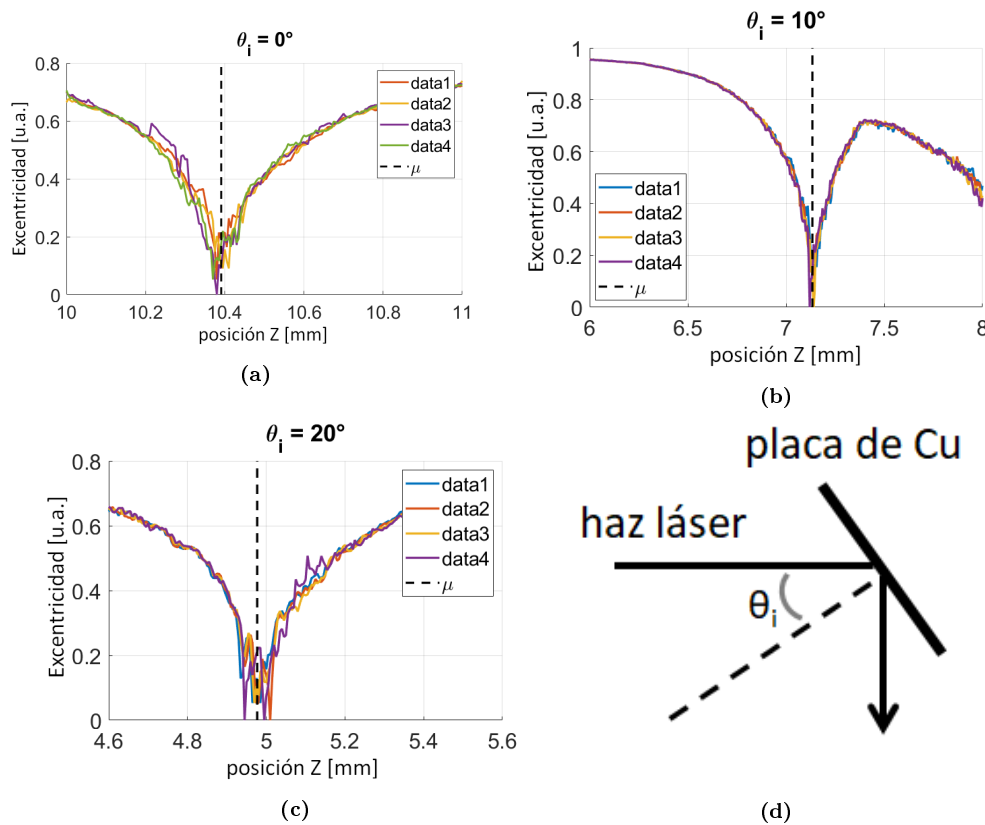 θi = 0°
Excentricidad [u.a.]
0.8
0.6
0.4
0.2
0
10
10.2
10.4
10.6
10.8
11
posición Z [mm]
data1
data2
data3
data4
μ
(a)
θi = 10°
Excentricidad [u.a.]
1
0.8
0.6
0.4
0.2
0
6
6.5
7
7.5
8
posición Z [mm]
data1
data2
data3
data4
μ
(b)
θi = 20°
Excentricidad [u.a.]
0.8
0.6
0.4
0.2
0
4.6
4.8
5
5.2
5.4
5.6
posición Z [mm]
data1
data2
data3
data4
μ
(c)
placa de Cu
haz láser
θi
(d)